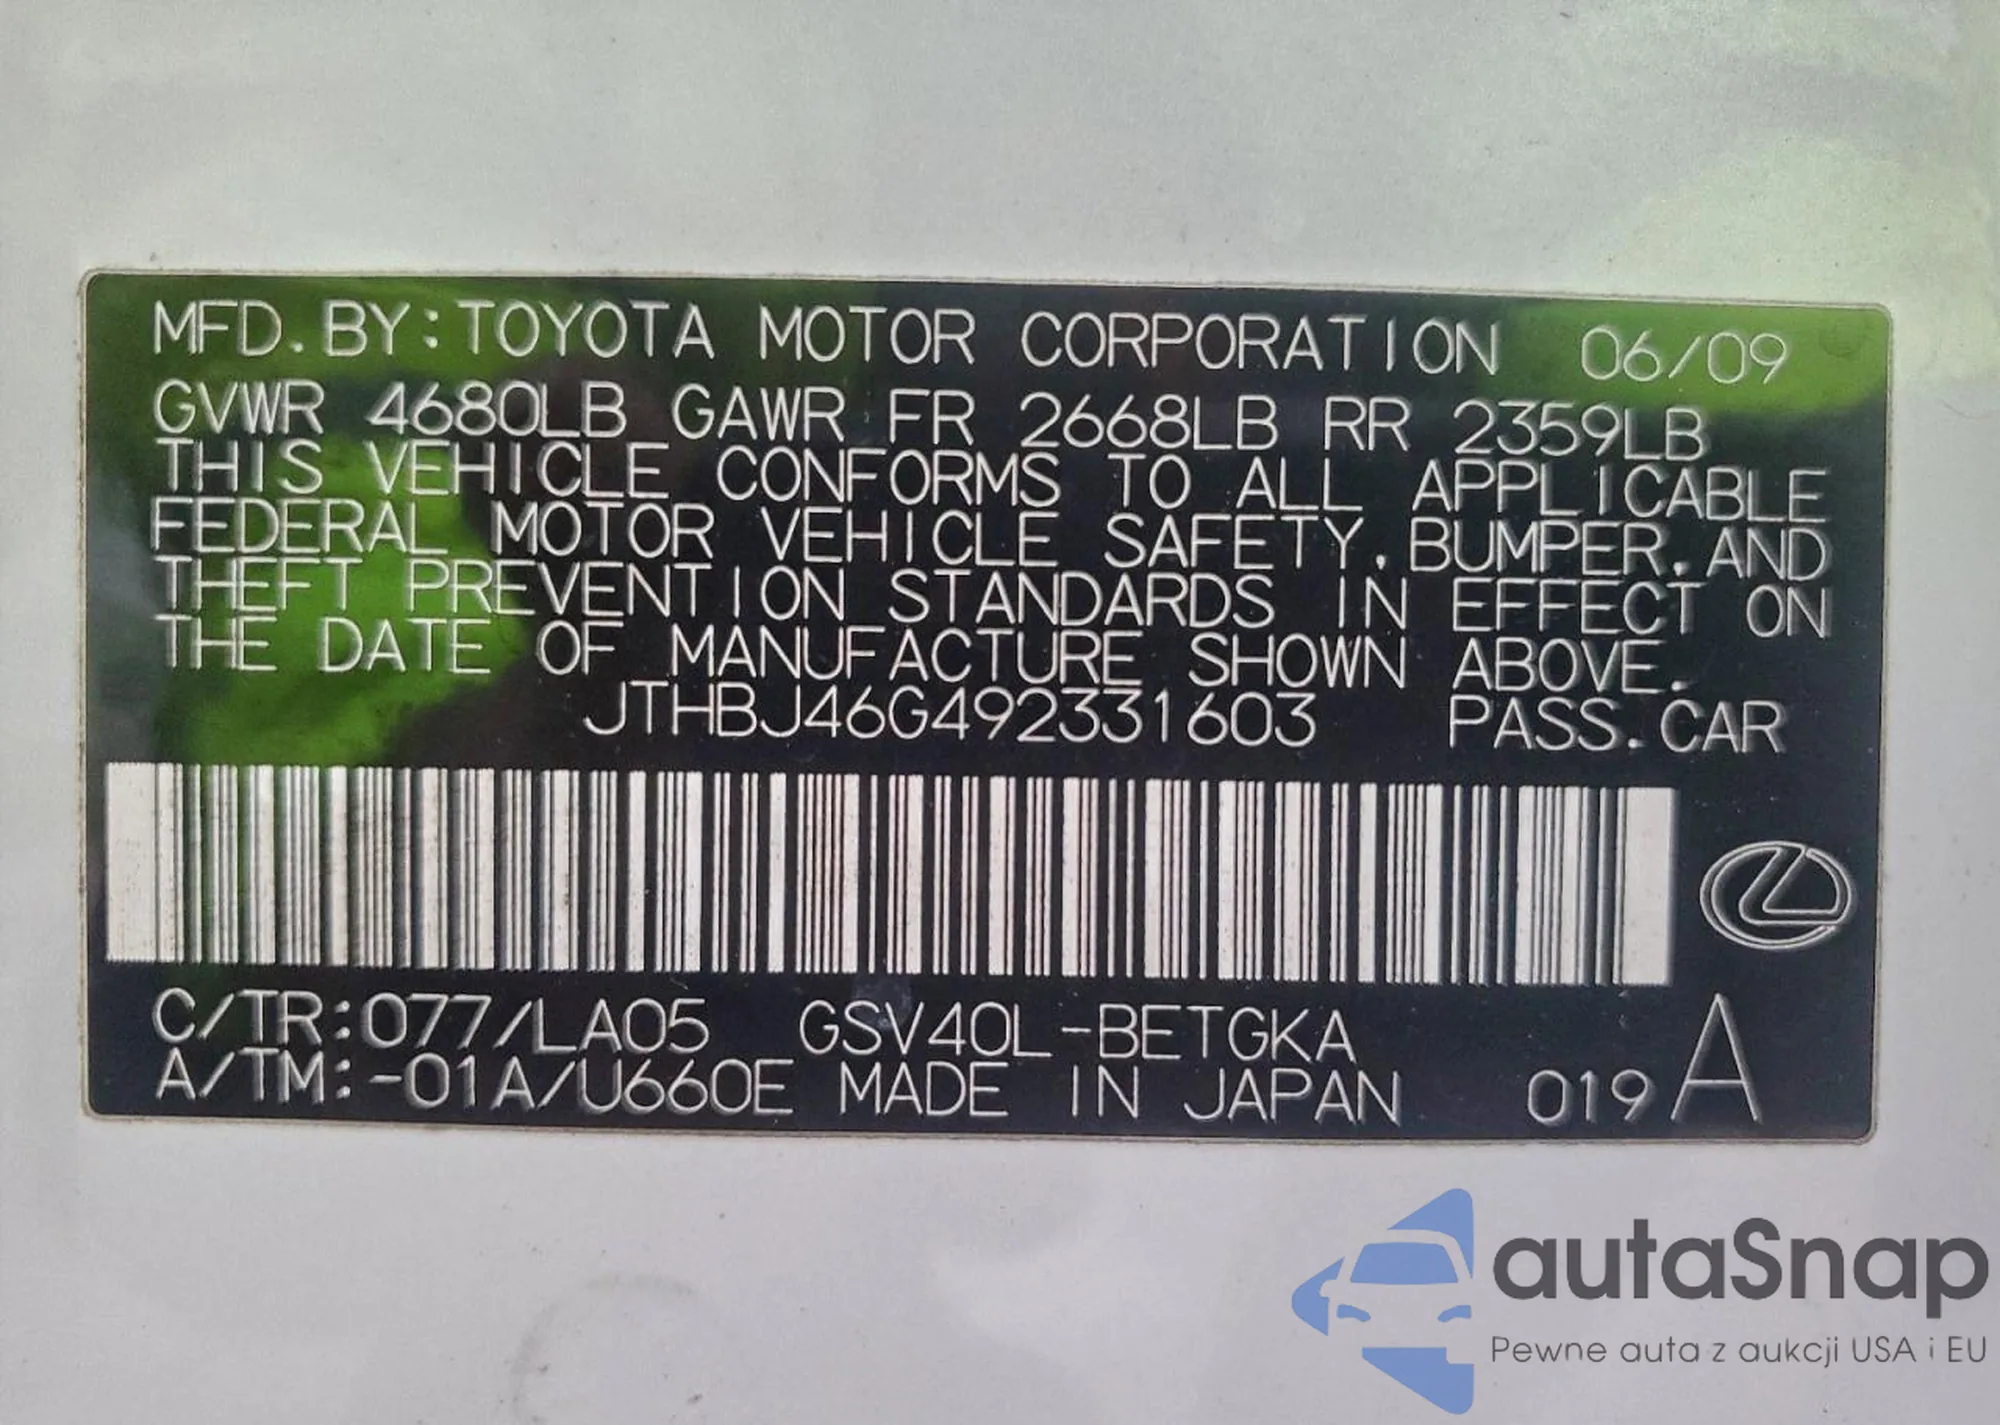 MFD. BY: TOYOTA MOTOR CORPORATION 06/09
GVWR 4680LB GAWR FR 2668LB RR 2359LB
THIS VEHICLE CONFORMS TO ALL APPLICABLE
FEDERAL MOTOR VEHICLE SAFETY, BUMPER, AND
THEFT PREVENTION STANDARDS IN EFFECT ON
THE DATE OF MANUFACTURE SHOWN ABOVE.
JTHBJ46G492331603 PASS. CAR
C/TR:077/LA05 GSV40L-BETGKA
A/TM:-01A/U660E MADE IN JAPAN 019 A
autaSnap
Pewne auta z aukcji USA i EU